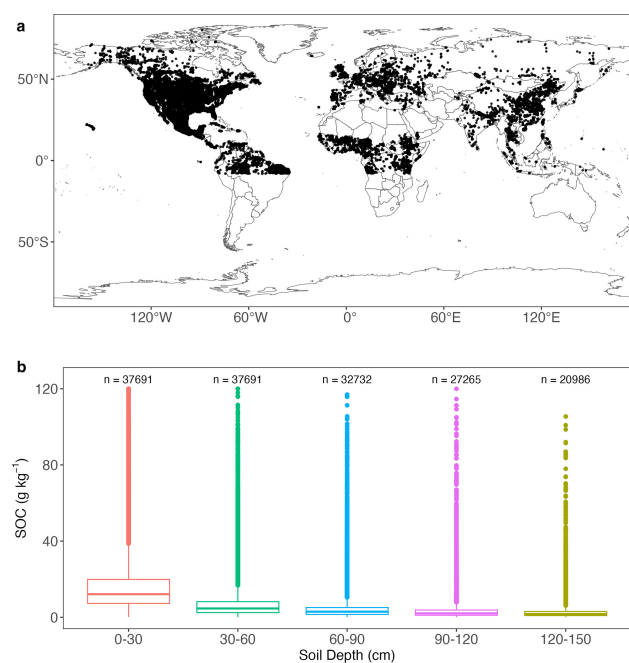 a
50°N
0°
50°S
120°W 60°W 0° 60°E 120°E
b
n = 37691 n = 37691 n = 32732 n = 27265 n = 20986
120
80
40
0
SOC (g kg⁻¹)
0-30 30-60 60-90 90-120 120-150
Soil Depth (cm)